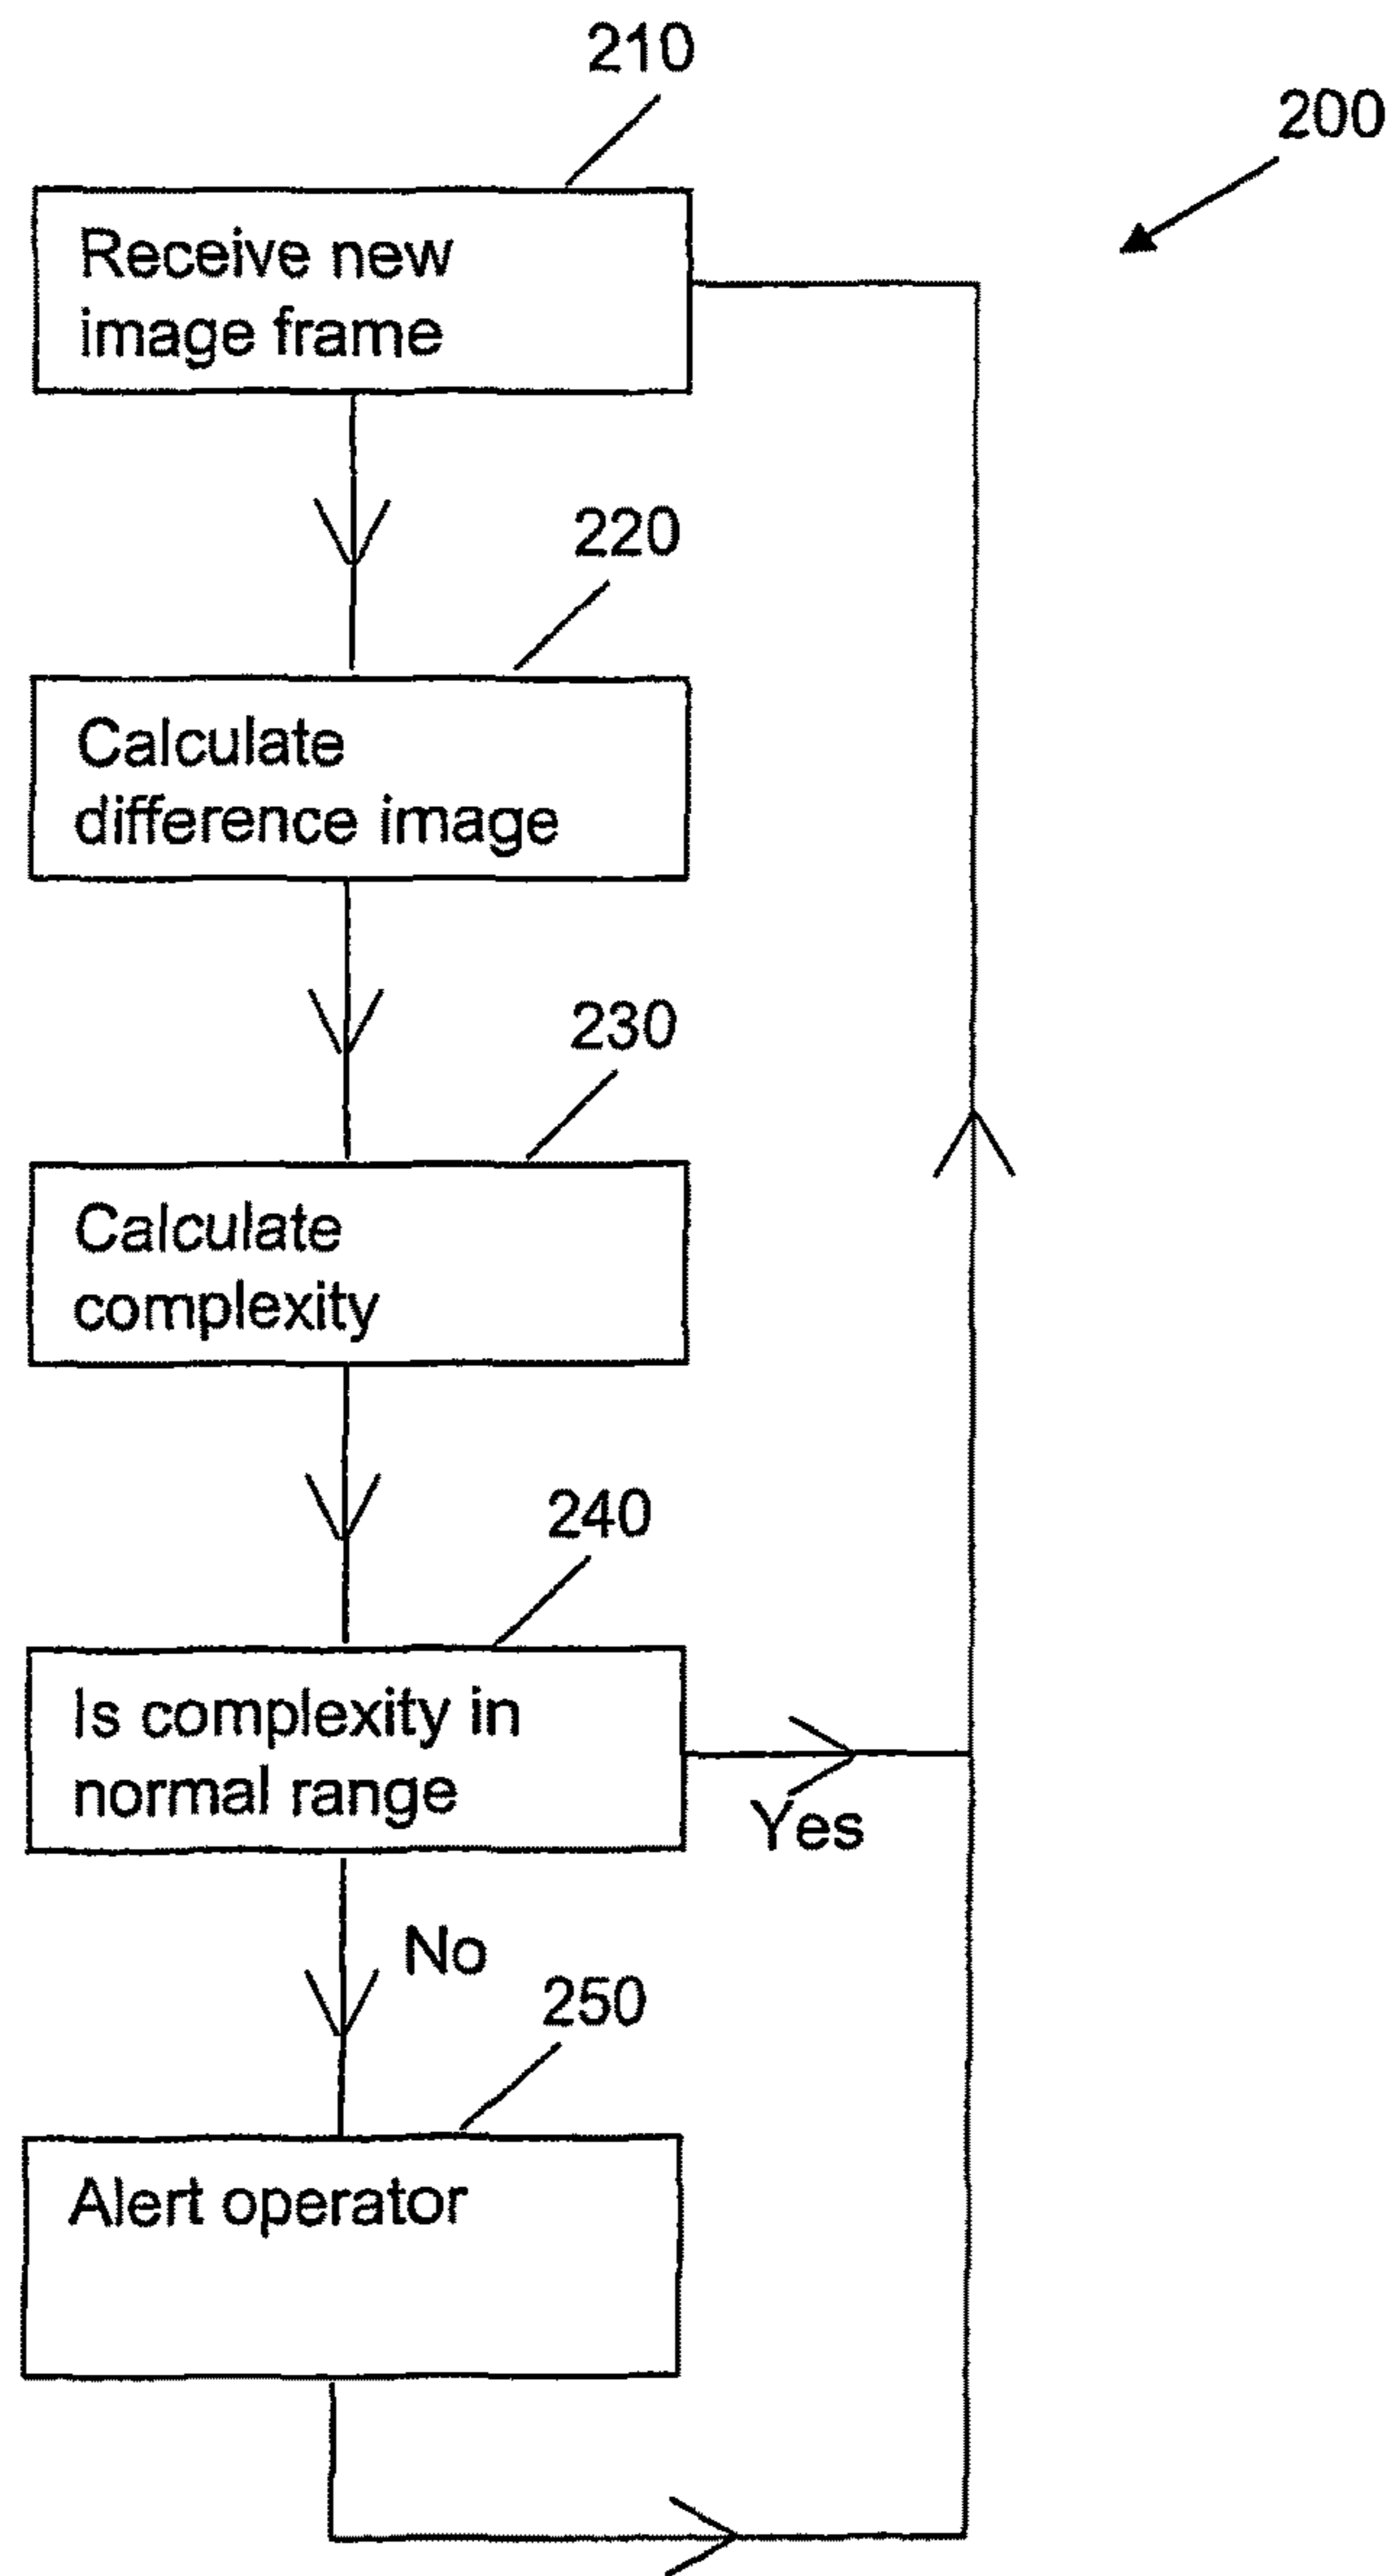 210
200
Receive new
image frame
220
Calculate
difference image
230
Calculate
complexity
240
Is complexity in
normal range
Yes
No
250
Alert operator